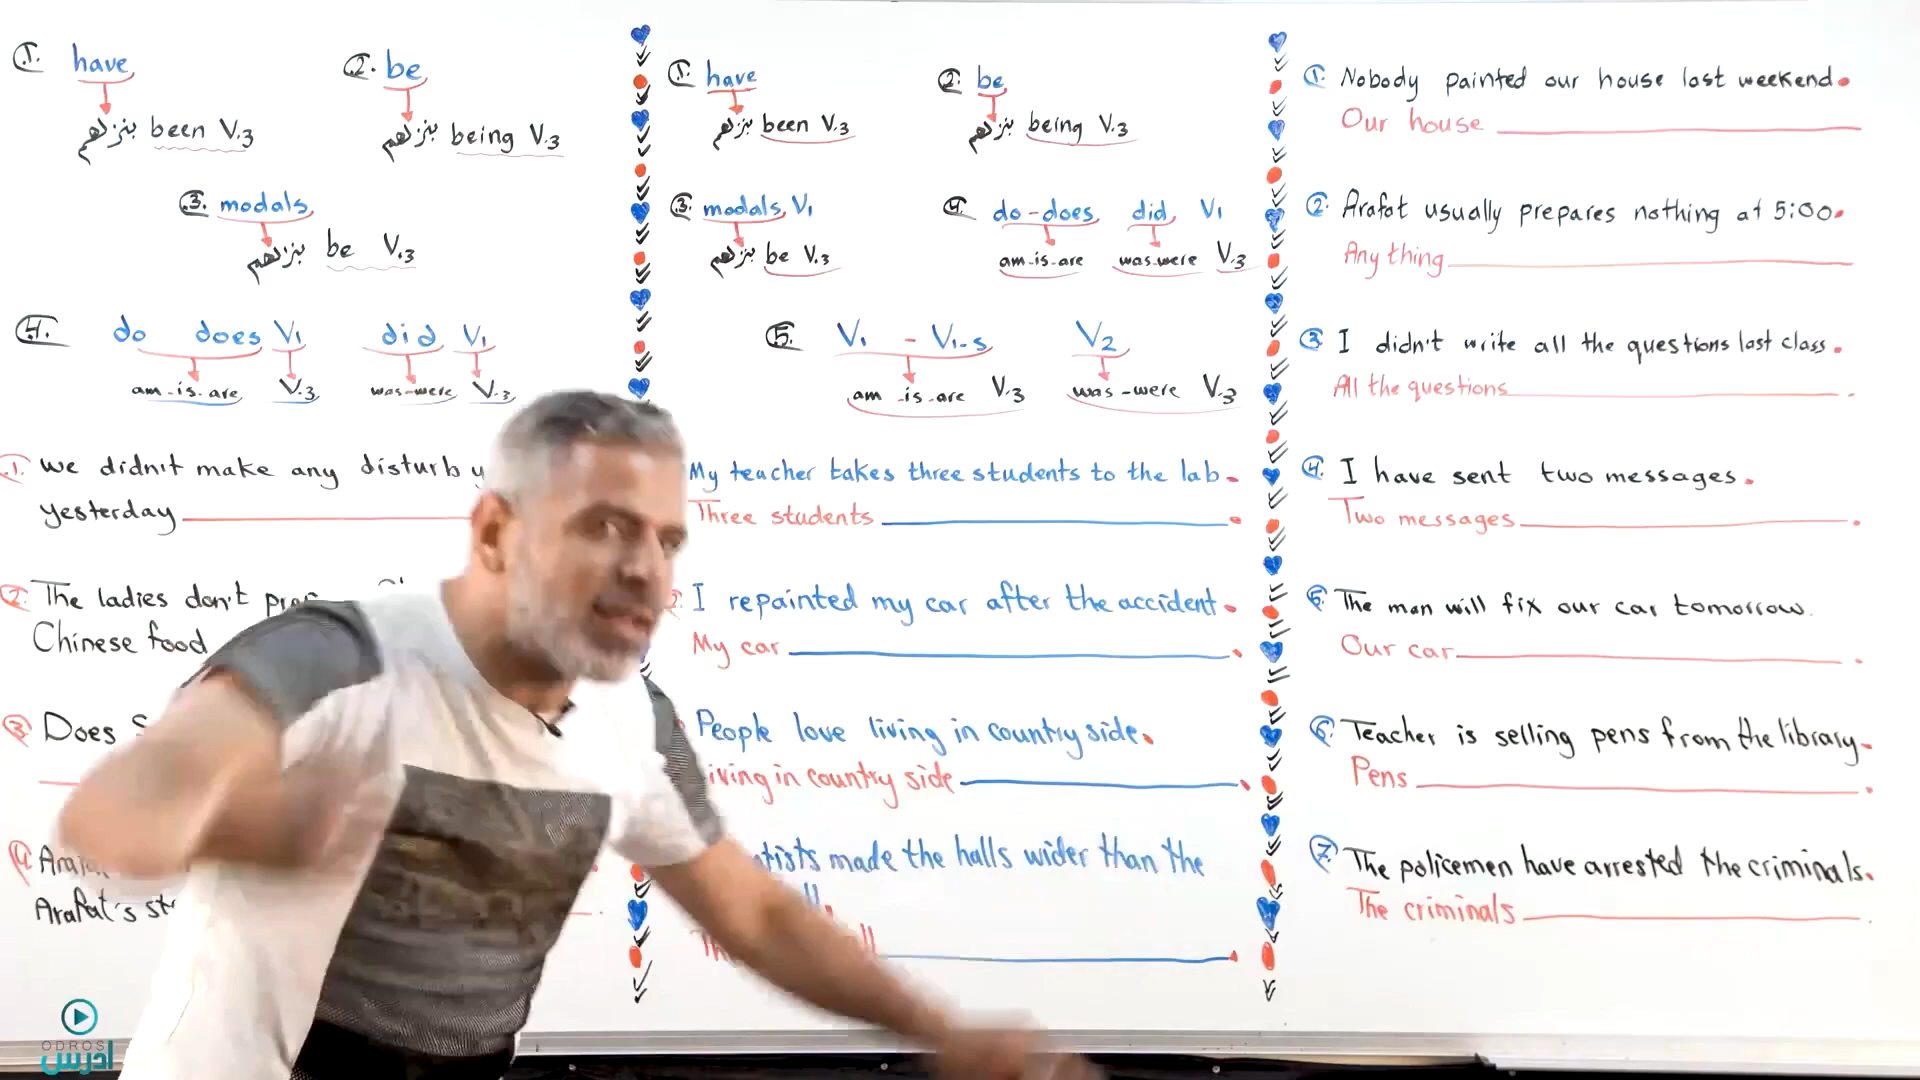 1. have
2. be
بنزلهم been V.3
بنزلهم being V.3
3. modals
بنزلهم be V.3
4. do does V1 did V1
am-is-are V.3 was-were V.3
1. we didn't make any disturb
yesterday
2. The ladies don't
Chinese food
3 Does
4
Arafat's
1. have
2. be
بنزلهم been V.3
بنزلهم being V.3
3. modals, V1
4. do-does, did, V1
بنزلهم be V.3
am-is-are was-were V.3
5. V1 - V1-s V2
am-is-are V.3 was-were V.3
My teacher takes three students to the lab.
Three students .
I repainted my car after the accident.
My car .
People love living in country side.
living in country side .
made the halls wider than the
1. Nobody painted our house last weekend.
Our house
2. Arafat usually prepares nothing at 5:00.
Any thing
3 I didn't write all the questions last class.
All the questions .
4. I have sent two messages.
Two messages .
5. The man will fix our car tomorrow.
Our car .
6. Teacher is selling pens from the library.
Pens .
7. The policemen have arrested the criminals.
The criminals .
ODROS
ادرس